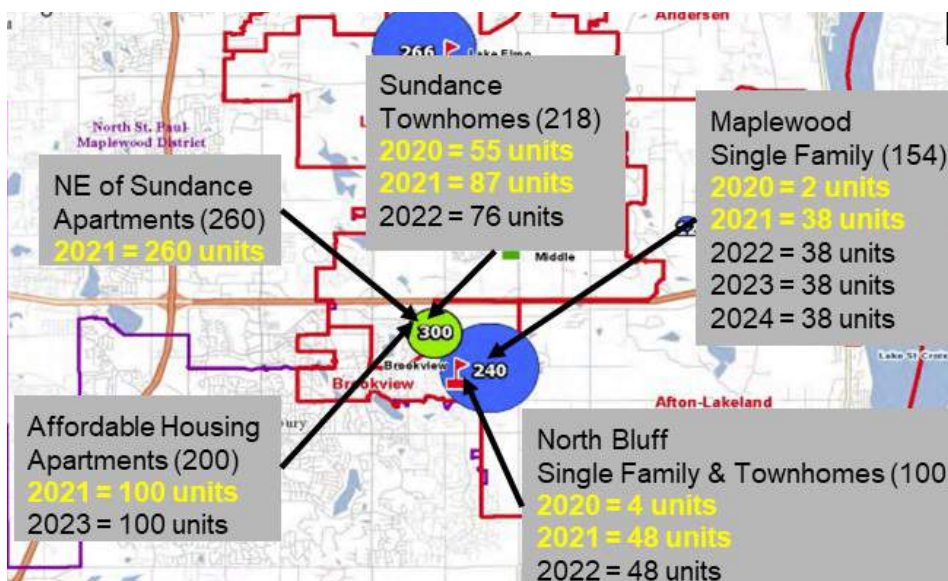 Andersen
266
Lake Elmo
North St. Paul-
Maplewood District
Sundance
Townhomes (218)
2020 = 55 units
2021 = 87 units
2022 = 76 units
Maplewood
Single Family (154)
2020 = 2 units
2021 = 38 units
2022 = 38 units
2023 = 38 units
2024 = 38 units
NE of Sundance
Apartments (260)
2021 = 260 units
Middle
300
Brookview
240
Brookview
Lake St Croix
Afton-Lakeland
Affordable Housing
Apartments (200)
2021 = 100 units
2023 = 100 units
bury
North Bluff
Single Family & Townhomes (100
2020 = 4 units
2021 = 48 units
2022 = 48 units